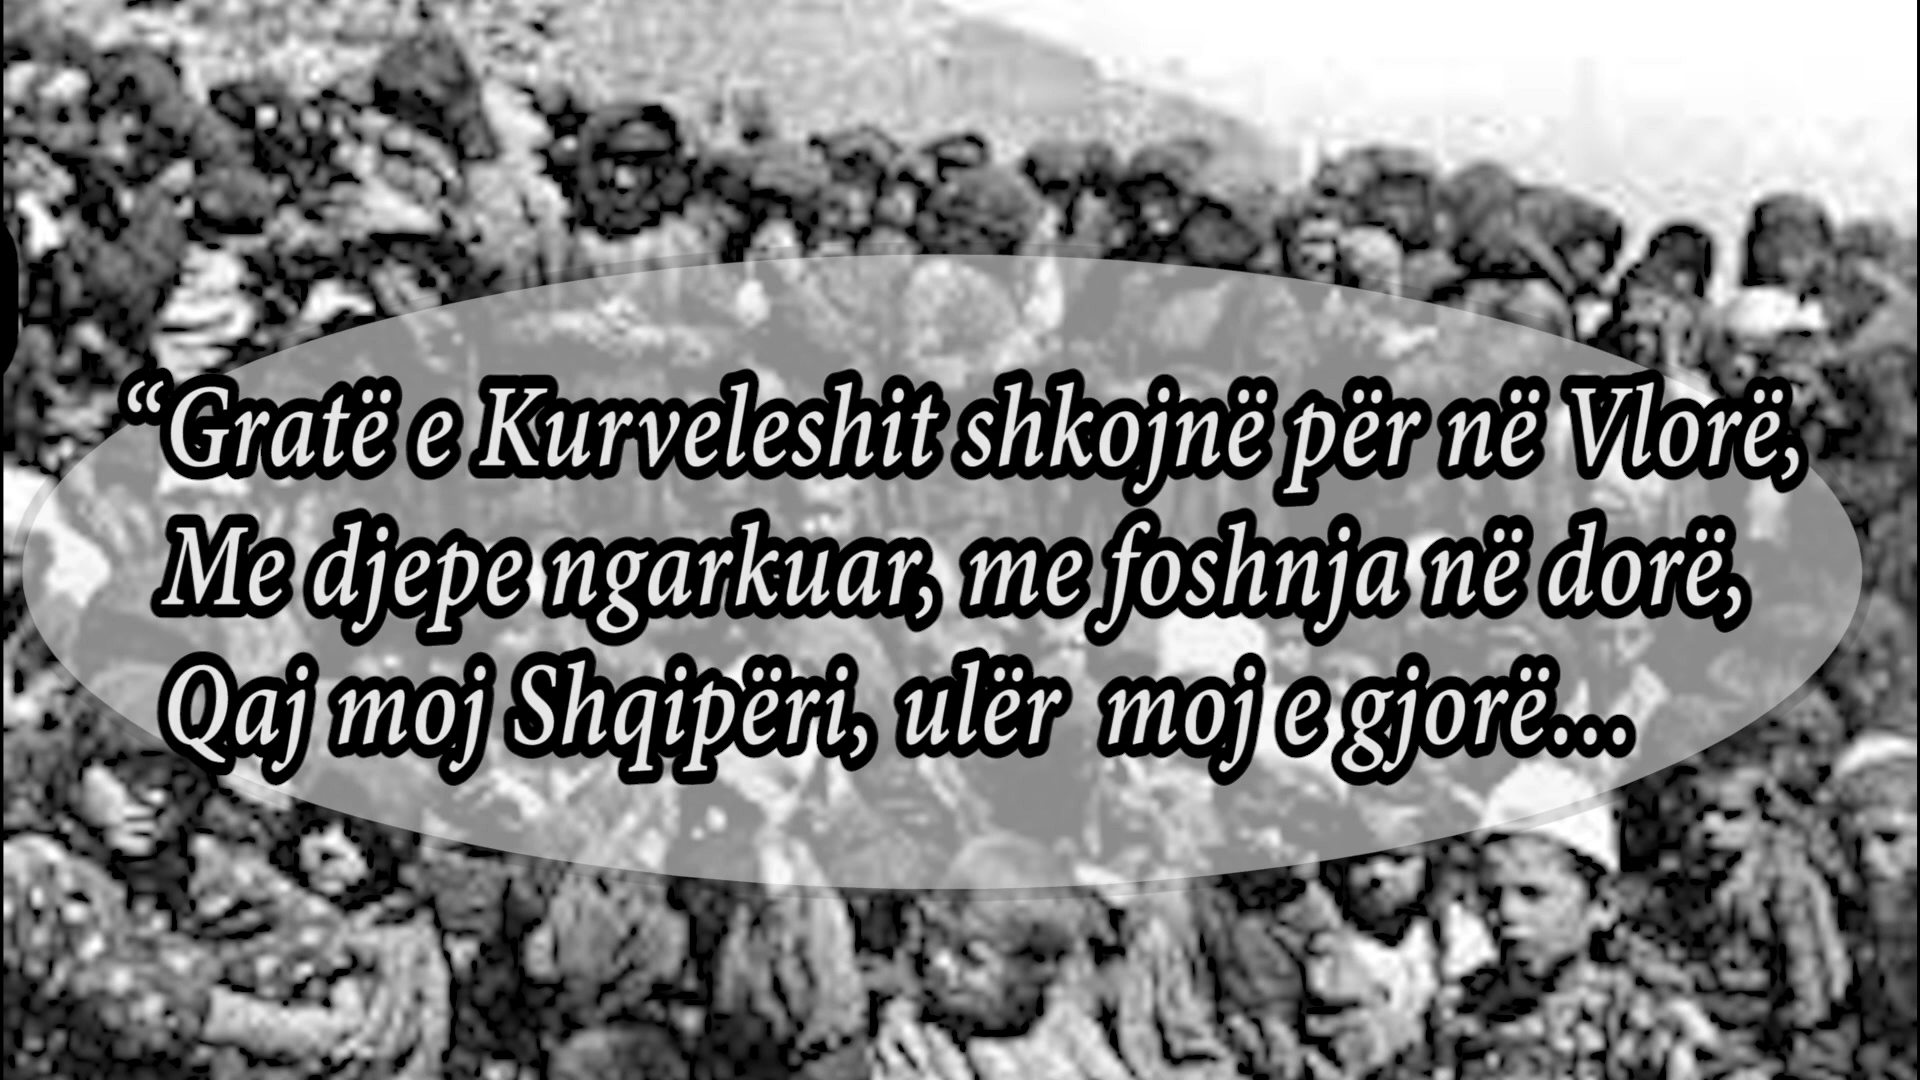 “Gratë e Kurveleshit shkojnë për në Vlorë,
Me djepe ngarkuar, me foshnja në dorë,
Qaj moj Shqipëri, ulër moj e gjorë...